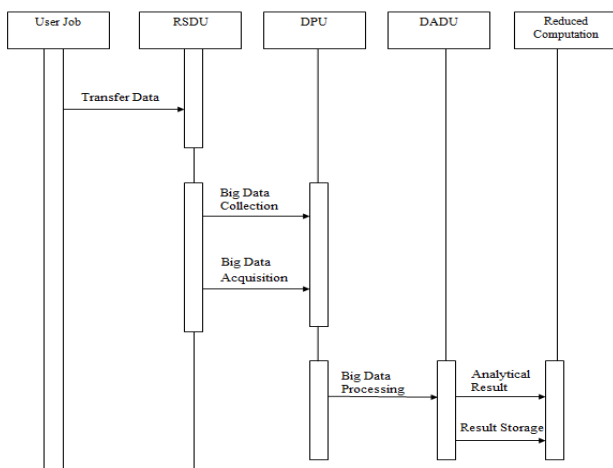 User Job
RSDU
DPU
DADU
Reduced
Computation
Transfer Data
Big Data
Collection
Big Data
Acquisition
Big Data
Processing
Analytical
Result
Result Storage